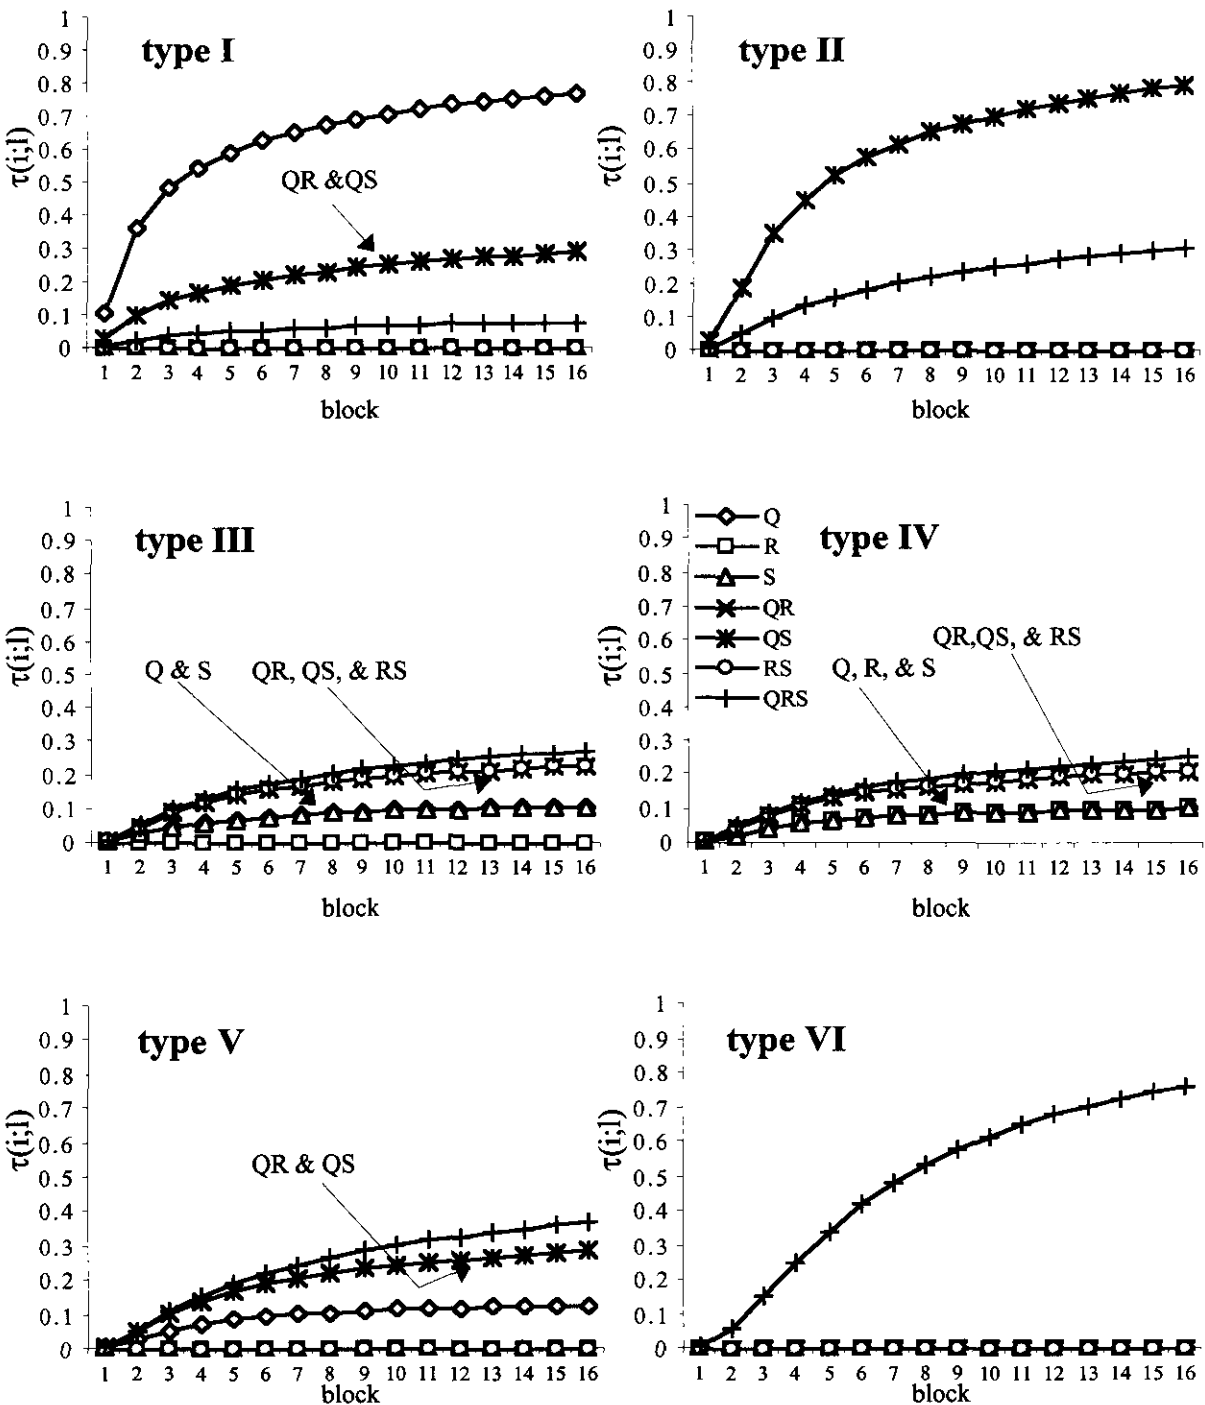 type I
1
0.9
0.8
0.7
0.6
0.5
0.4
0.3
0.2
0.1
0
τ(i;l)
QR &QS
1 2 3 4 5 6 7 8 9 10 11 12 13 14 15 16
block
type II
1
0.9
0.8
0.7
0.6
0.5
0.4
0.3
0.2
0.1
0
τ(i;l)
1 2 3 4 5 6 7 8 9 10 11 12 13 14 15 16
block
type III
1
0.9
0.8
0.7
0.6
0.5
0.4
0.3
0.2
0.1
0
τ(i;l)
Q & S
QR, QS, & RS
1 2 3 4 5 6 7 8 9 10 11 12 13 14 15 16
block
type IV
1
0.9
0.8
0.7
0.6
0.5
0.4
0.3
0.2
0.1
0
τ(i;l)
Q
R
S
QR
QS
RS
QRS
QR,QS, & RS
Q, R, & S
1 2 3 4 5 6 7 8 9 10 11 12 13 14 15 16
block
type V
1
0.9
0.8
0.7
0.6
0.5
0.4
0.3
0.2
0.1
0
τ(i;l)
QR & QS
1 2 3 4 5 6 7 8 9 10 11 12 13 14 15 16
block
type VI
1
0.9
0.8
0.7
0.6
0.5
0.4
0.3
0.2
0.1
0
τ(i;l)
1 2 3 4 5 6 7 8 9 10 11 12 13 14 15 16
block